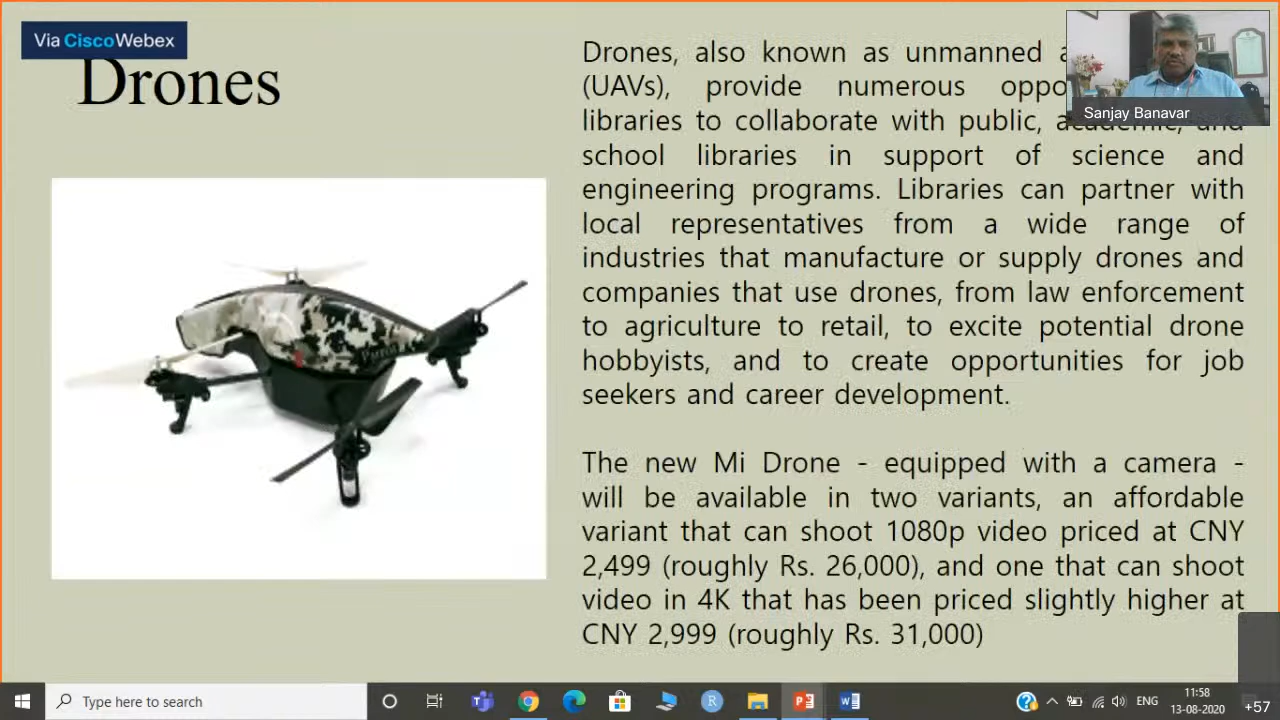 Via CiscoWebex
Drones
Drones, also known as unmanned
(UAVs), provide numerous
libraries to collaborate with public, academic, and
school libraries in support of science and
engineering programs. Libraries can partner with
local representatives from a wide range of
industries that manufacture or supply drones and
companies that use drones, from law enforcement
to agriculture to retail, to excite potential drone
hobbyists, and to create opportunities for job
seekers and career development.
The new Mi Drone - equipped with a camera -
will be available in two variants, an affordable
variant that can shoot 1080p video priced at CNY
2,499 (roughly Rs. 26,000), and one that can shoot
video in 4K that has been priced slightly higher at
CNY 2,999 (roughly Rs. 31,000)
Sanjay Banavar
Type here to search
ENG
11:58
13-08-2020
+57